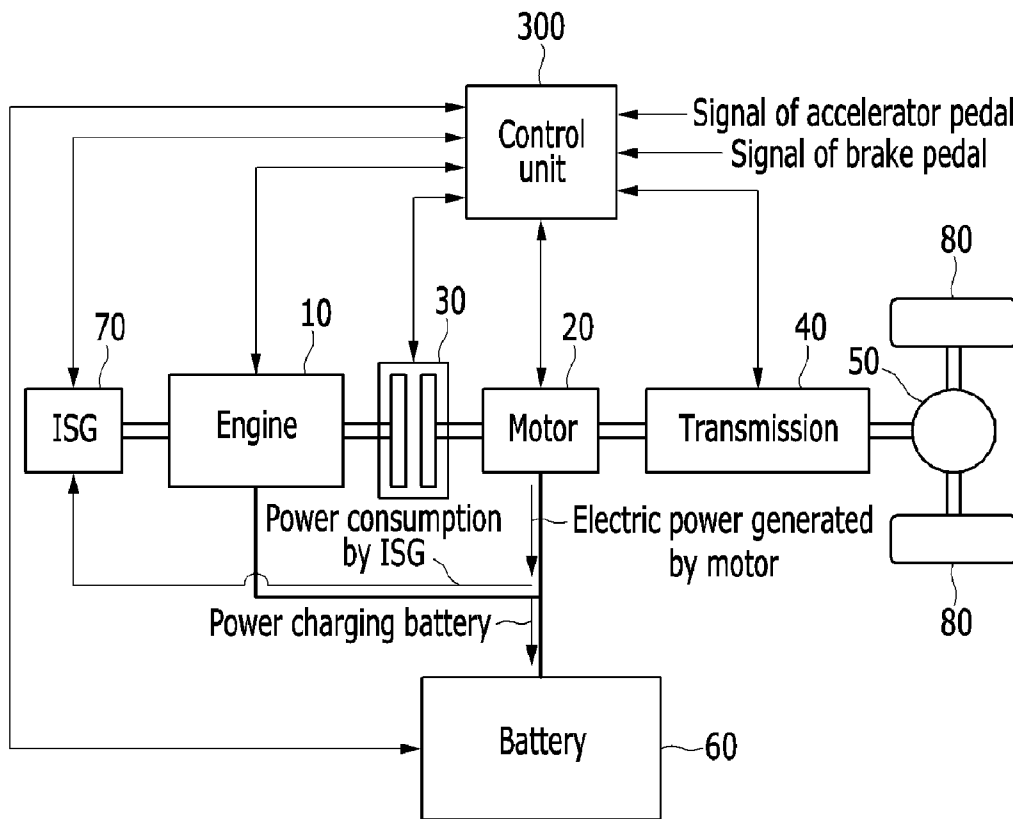 300
Control
unit
Signal of accelerator pedal
Signal of brake pedal
80
70
10
30
20
40
50
ISG
Engine
Motor
Transmission
Power consumption
by ISG
Electric power generated
by motor
Power charging battery
80
Battery
60